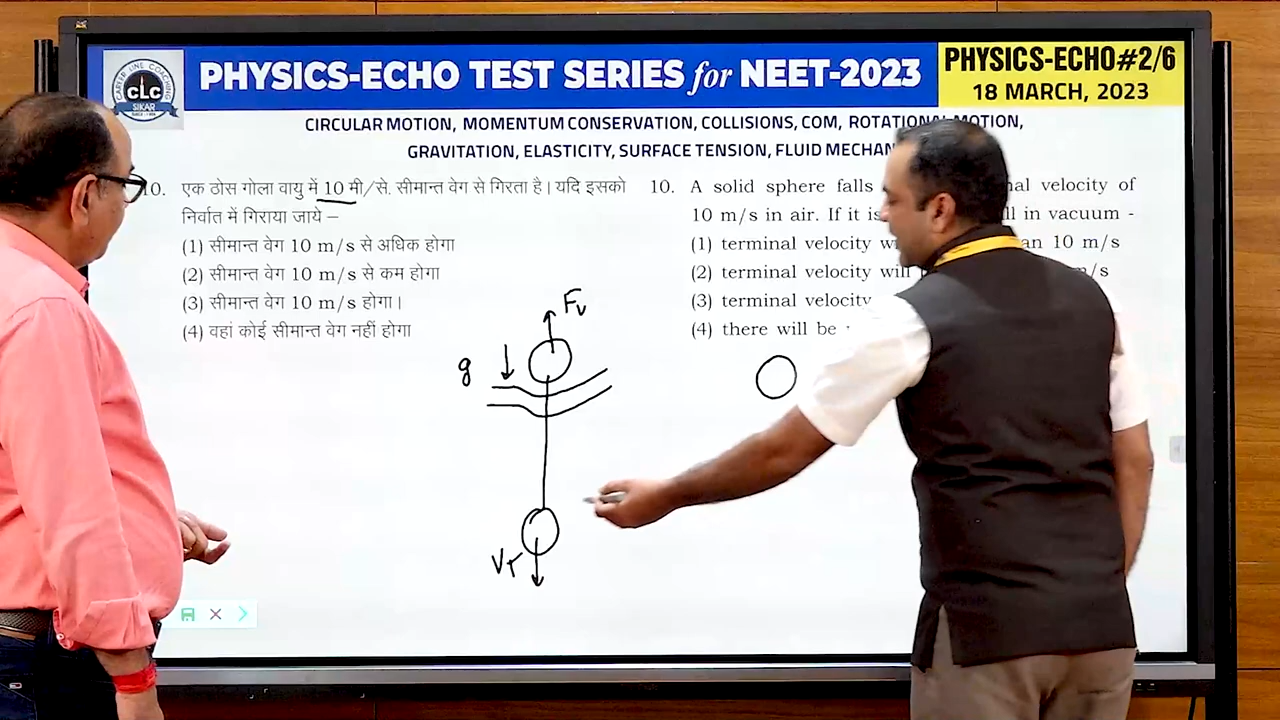 PHYSICS-ECHO TEST SERIES for NEET-2023
PHYSICS-ECHO#2/6
18 MARCH, 2023
CAREER LINE COACHING
CLC
SIKAR
CIRCULAR MOTION, MOMENTUM CONSERVATION, COLLISIONS, COM, ROTATIONAL MOTION,
GRAVITATION, ELASTICITY, SURFACE TENSION, FLUID MECHAN
10. एक ठोस गोला वायु में 10 मी/से. सीमान्त वेग से गिरता है। यदि इसको
निर्वात में गिराया जाये –
(1) सीमान्त वेग 10 m/s से अधिक होगा
(2) सीमान्त वेग 10 m/s से कम होगा
(3) सीमान्त वेग 10 m/s होगा।
(4) वहां कोई सीमान्त वेग नहीं होगा
10. A solid sphere falls nal velocity of
10 m/s in air. If it is ll in vacuum -
(1) terminal velocity w an 10 m/s
(2) terminal velocity will m/s
(3) terminal velocity
(4) there will be
Fv
g
VT